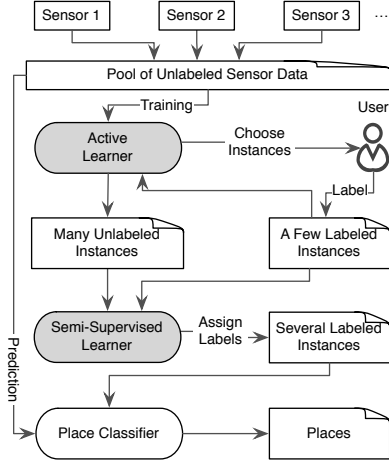 Sensor 1
Sensor 2
Sensor 3
...
Pool of Unlabeled Sensor Data
Training
User
Active
Learner
Choose
Instances
Label
Many Unlabeled
Instances
A Few Labeled
Instances
Semi-Supervised
Learner
Assign
Labels
Several Labeled
Instances
Prediction
Place Classifier
Places